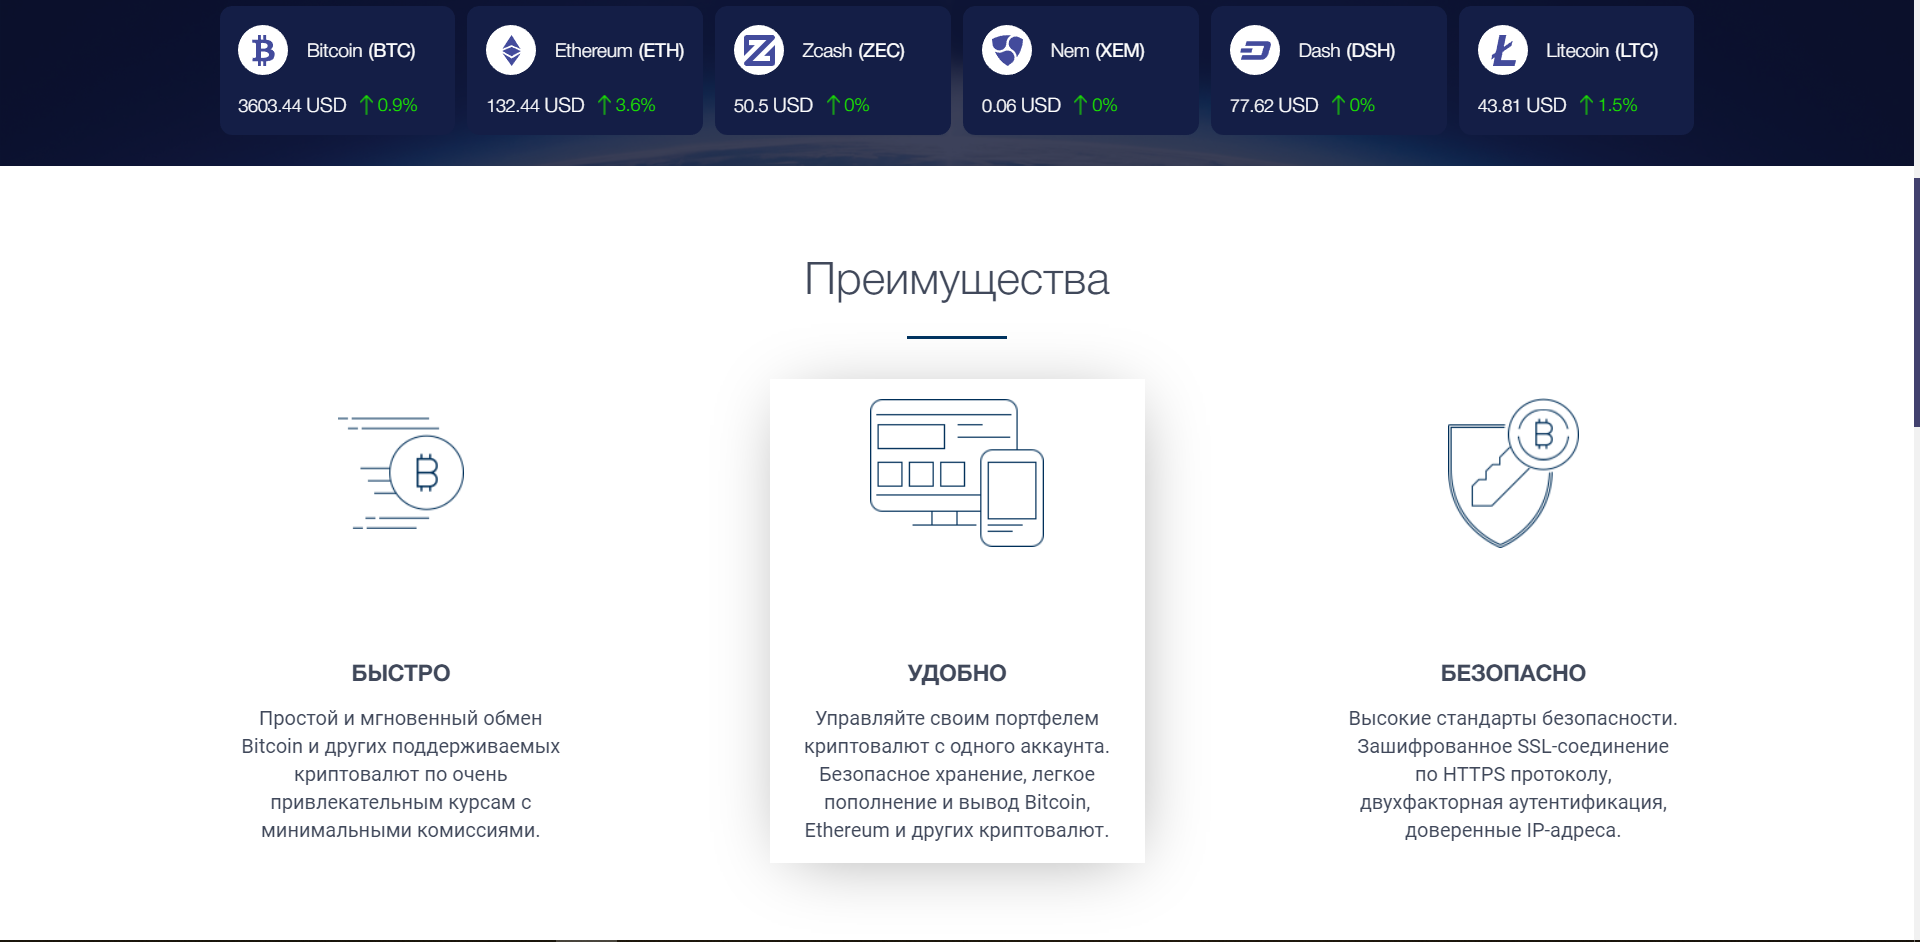 Bitcoin (BTC)
3603.44 USD ↑ 0.9%
Ethereum (ETH)
132.44 USD ↑ 3.6%
Zcash (ZEC)
50.5 USD ↑ 0%
Nem (XEM)
0.06 USD ↑ 0%
Dash (DSH)
77.62 USD ↑ 0%
Litecoin (LTC)
43.81 USD ↑ 1.5%
Преимущества
БЫСТРО
Простой и мгновенный обмен
Bitcoin и других поддерживаемых
криптовалют по очень
привлекательным курсам с
минимальными комиссиями.
УДОБНО
Управляйте своим портфелем
криптовалют с одного аккаунта.
Безопасное хранение, легкое
пополнение и вывод Bitcoin,
Ethereum и других криптовалют.
БЕЗОПАСНО
Высокие стандарты безопасности.
Зашифрованное SSL-соединение
по HTTPS протоколу,
двухфакторная аутентификация,
доверенные IP-адреса.